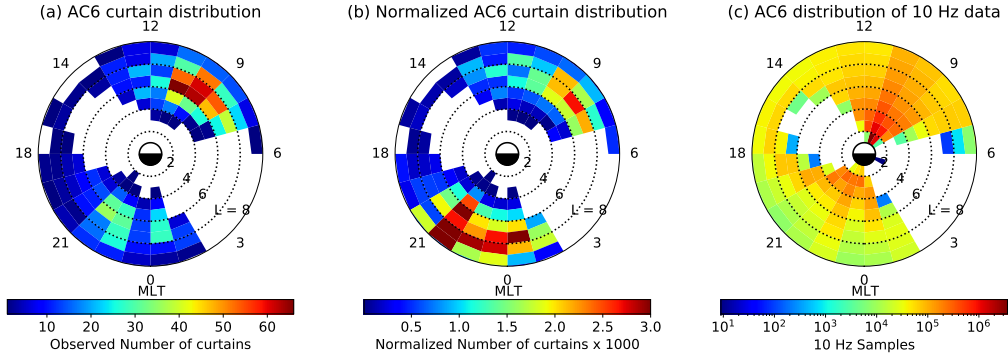 (a) AC6 curtain distribution
12
14
9
18
6
2
4
6
L = 8
21
3
0
MLT
10 20 30 40 50 60
Observed Number of curtains
(b) Normalized AC6 curtain distribution
12
14
9
18
6
2
4
6
L = 8
21
3
0
MLT
0.5 1.0 1.5 2.0 2.5 3.0
Normalized Number of curtains x 1000
(c) AC6 distribution of 10 Hz data
12
14
9
18
6
2
4
6
L = 8
21
3
0
MLT
10¹ 10² 10³ 10⁴ 10⁵ 10⁶
10 Hz Samples